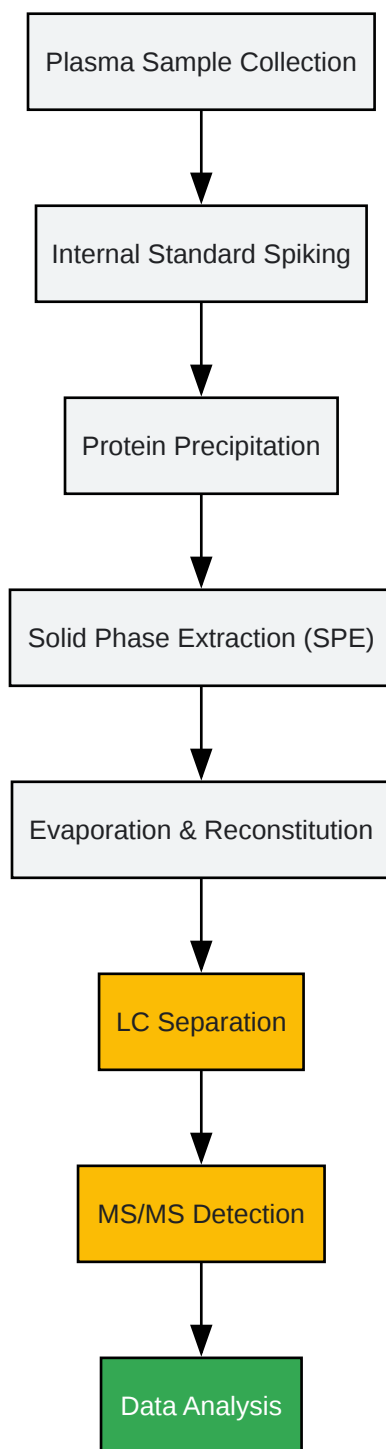 Plasma Sample Collection
Internal Standard Spiking
Protein Precipitation
Solid Phase Extraction (SPE)
Evaporation & Reconstitution
LC Separation
MS/MS Detection
Data Analysis